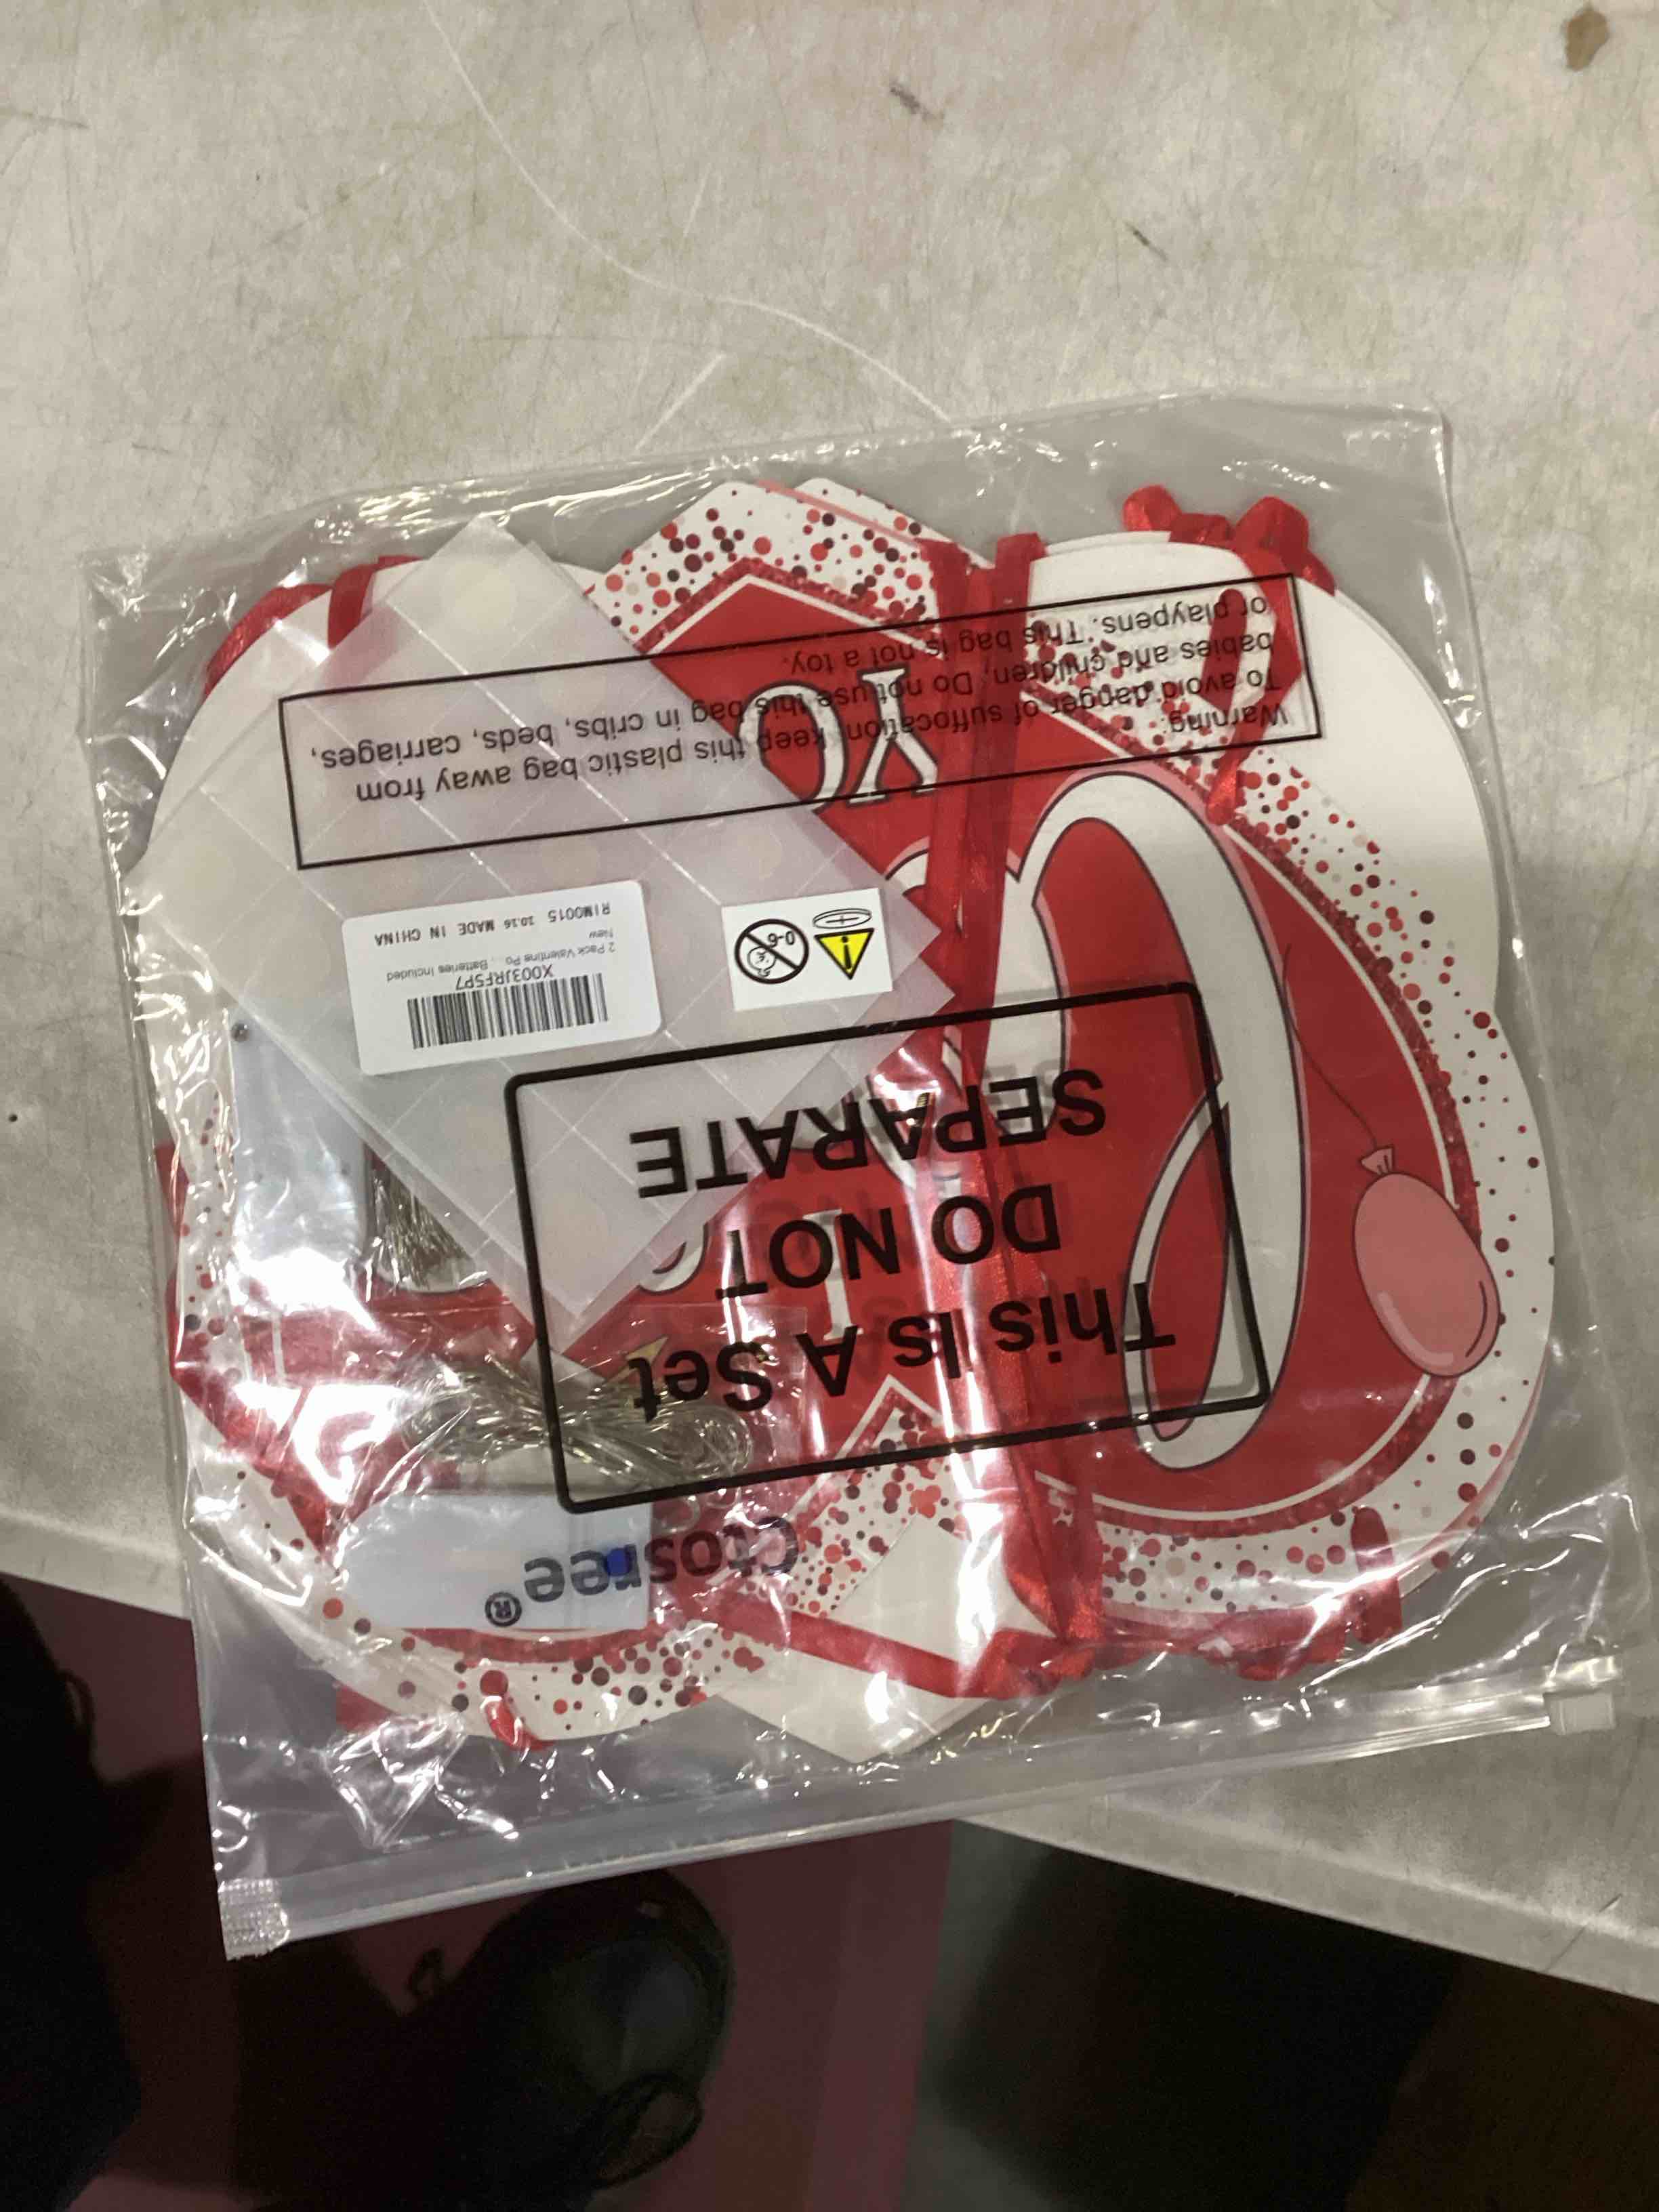 Ctosree®
This Is A Set
DO NOT
SEPARATE
X003JRF5P7
2 Pack Valentine Po... Batteries Included
New
RIM0015 10.16 MADE IN CHINA
0-6
Warning:
To avoid danger of suffocation, keep this plastic bag away from
babies and children. Do not use this bag in cribs, beds, carriages,
or playpens. This bag is not a toy.
YO